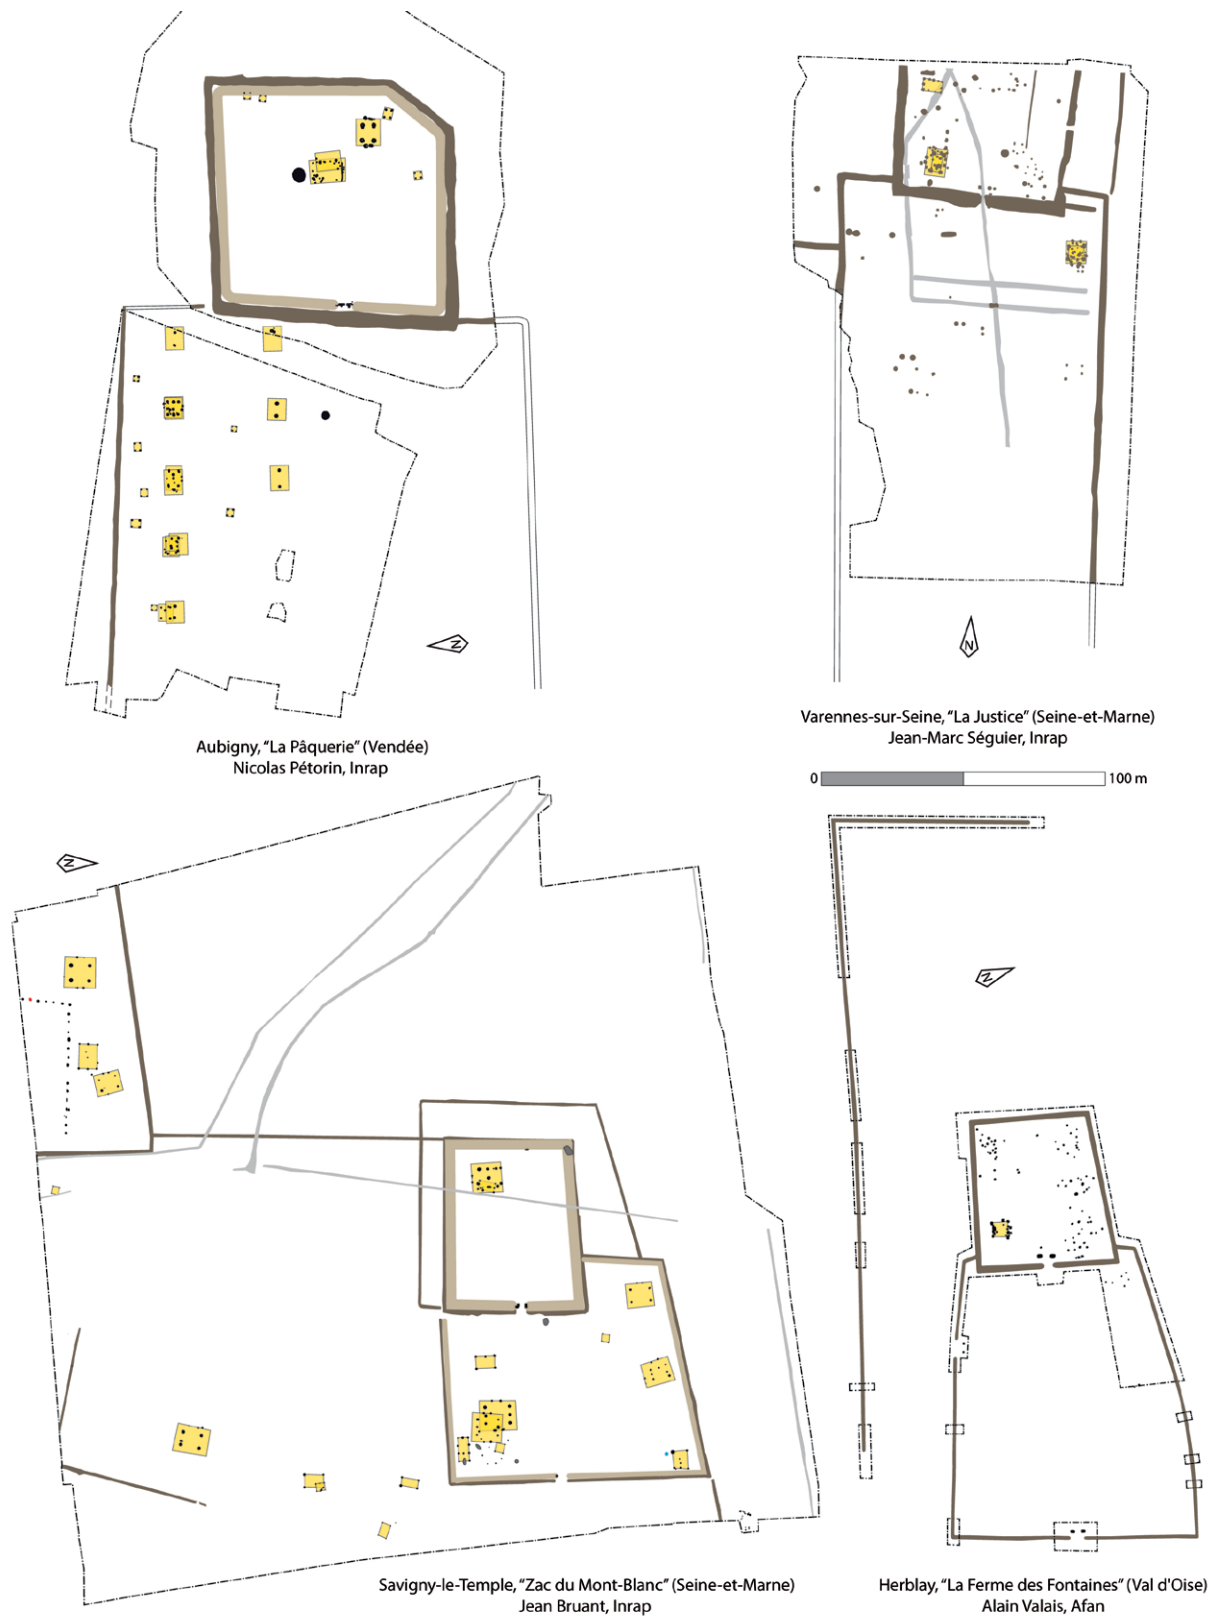 N
Varennes-sur-Seine, “La Justice” (Seine-et-Marne)
Jean-Marc Séguier, Inrap
N
Aubigny, “La Pâquerie” (Vendée)
Nicolas Pétorin, Inrap
0 100 m
N
N
Savigny-le-Temple, “Zac du Mont-Blanc” (Seine-et-Marne)
Jean Bruant, Inrap
Herblay, “La Ferme des Fontaines” (Val d'Oise)
Alain Valais, Afan